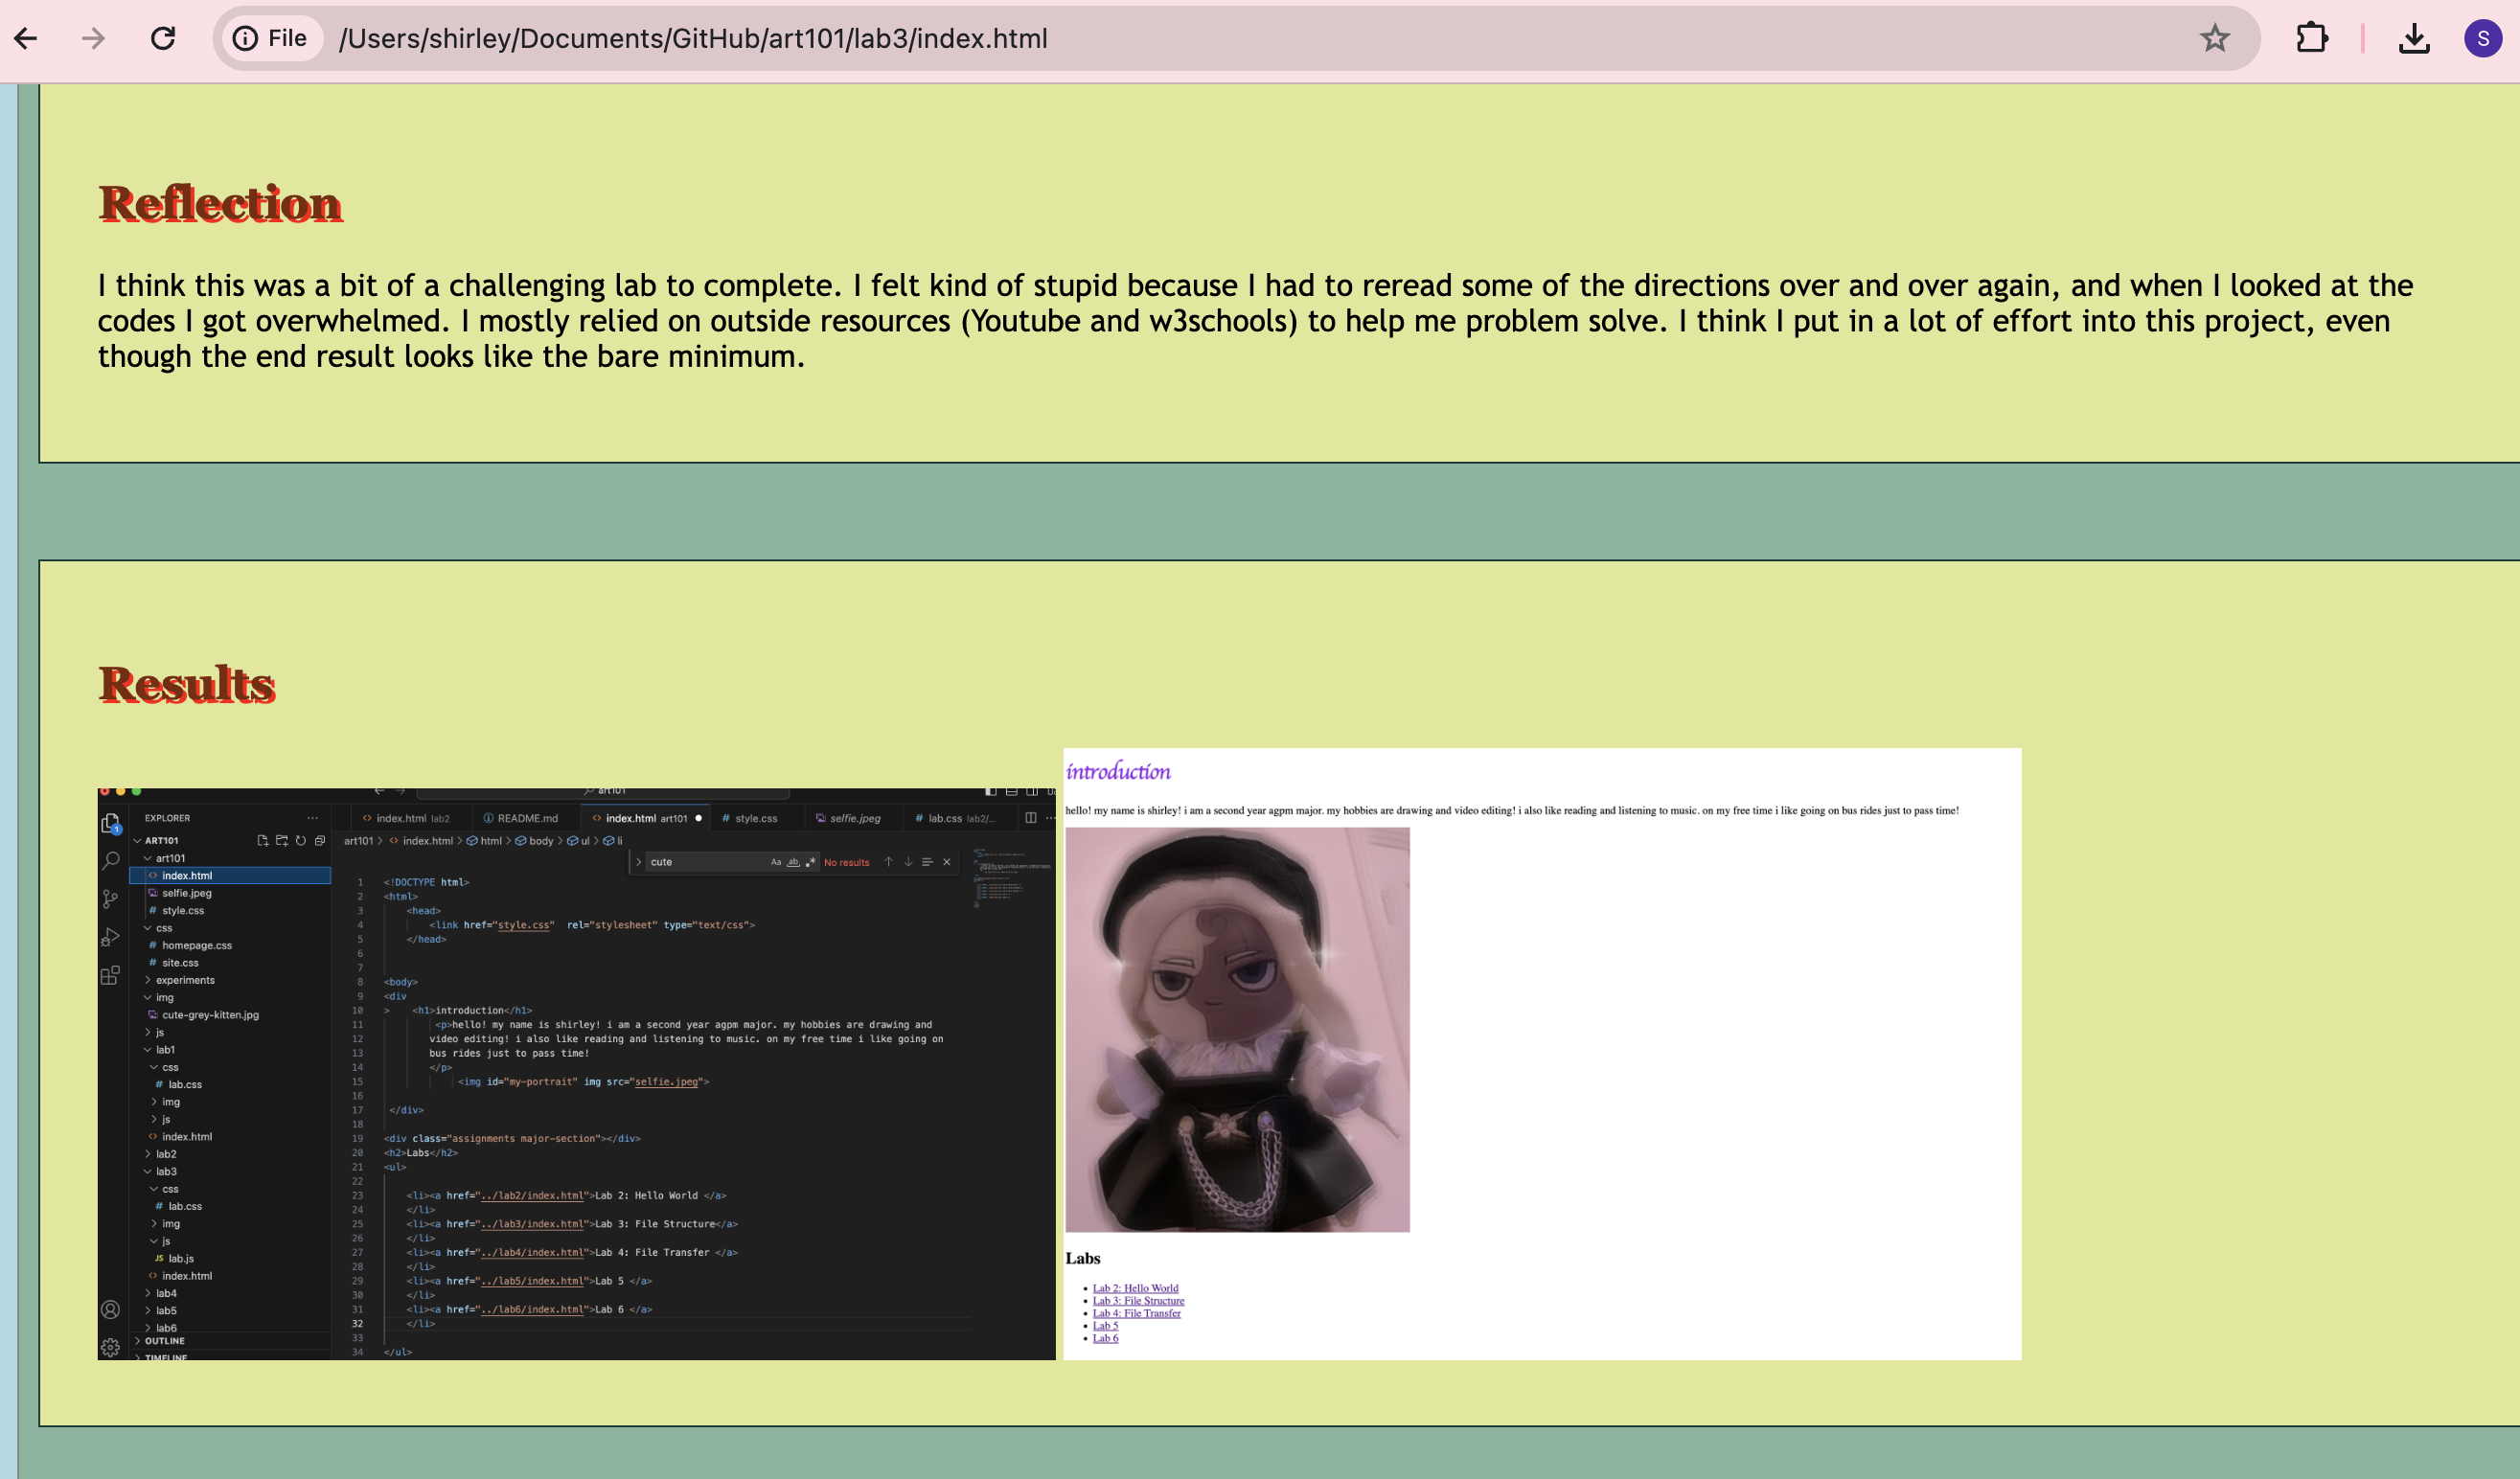 File /Users/shirley/Documents/GitHub/art101/lab3/index.html S
Reflection
I think this was a bit of a challenging lab to complete. I felt kind of stupid because I had to reread some of the directions over and over again, and when I looked at the
codes I got overwhelmed. I mostly relied on outside resources (Youtube and w3schools) to help me problem solve. I think I put in a lot of effort into this project, even
though the end result looks like the bare minimum.
Results
art101
EXPLORER
ART101
art101
index.html
selfie.jpeg
# style.css
css
# homepage.css
# site.css
experiments
img
cute-grey-kitten.jpg
js
lab1
css
# lab.css
img
js
index.html
lab2
lab3
css
# lab.css
img
js
JS lab.js
index.html
lab4
lab5
lab6
OUTLINE
TIMELINE
index.html lab2 README.md index.html art101 # style.css selfie.jpeg # lab.css lab2/...
art101 > index.html > html > body > ul > li
cute Aa ab No results
1 <!DOCTYPE html>
2 <html>
3 <head>
4 <link href="style.css"  rel="stylesheet" type="text/css">
5 </head>
6
7
8 <body>
9 <div
10 > <h1>introduction</h1>
11 <p>hello! my name is shirley! i am a second year agpm major. my hobbies are drawing and
12 video editing! i also like reading and listening to music. on my free time i like going on
13 bus rides just to pass time!
14 </p>
15 <img id="my-portrait" img src="selfie.jpeg">
16
17 </div>
18
19 <div class="assignments major-section"></div>
20 <h2>Labs</h2>
21 <ul>
22
23 <li><a href="../lab2/index.html">Lab 2: Hello World </a>
24 </li>
25 <li><a href="../lab3/index.html">Lab 3: File Structure</a>
26 </li>
27 <li><a href="../lab4/index.html">Lab 4: File Transfer </a>
28 </li>
29 <li><a href="../lab5/index.html">Lab 5 </a>
30 </li>
31 <li><a href="../lab6/index.html">Lab 6 </a>
32 </li>
33
34 </ul>
introduction
hello! my name is shirley! i am a second year agpm major. my hobbies are drawing and video editing! i also like reading and listening to music. on my free time i like going on bus rides just to pass time!
Labs
Lab 2: Hello World
Lab 3: File Structure
Lab 4: File Transfer
Lab 5
Lab 6